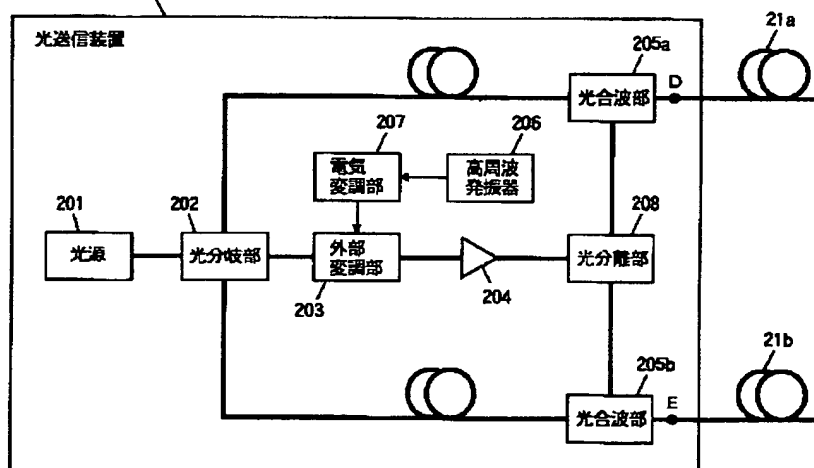 光送信装置
205a
21a
光合波部
D
207
206
電気
変調部
高周波
発振器
201
202
208
光源
光分岐部
外部
変調部
光分離部
203
204
205b
21b
光合波部
E